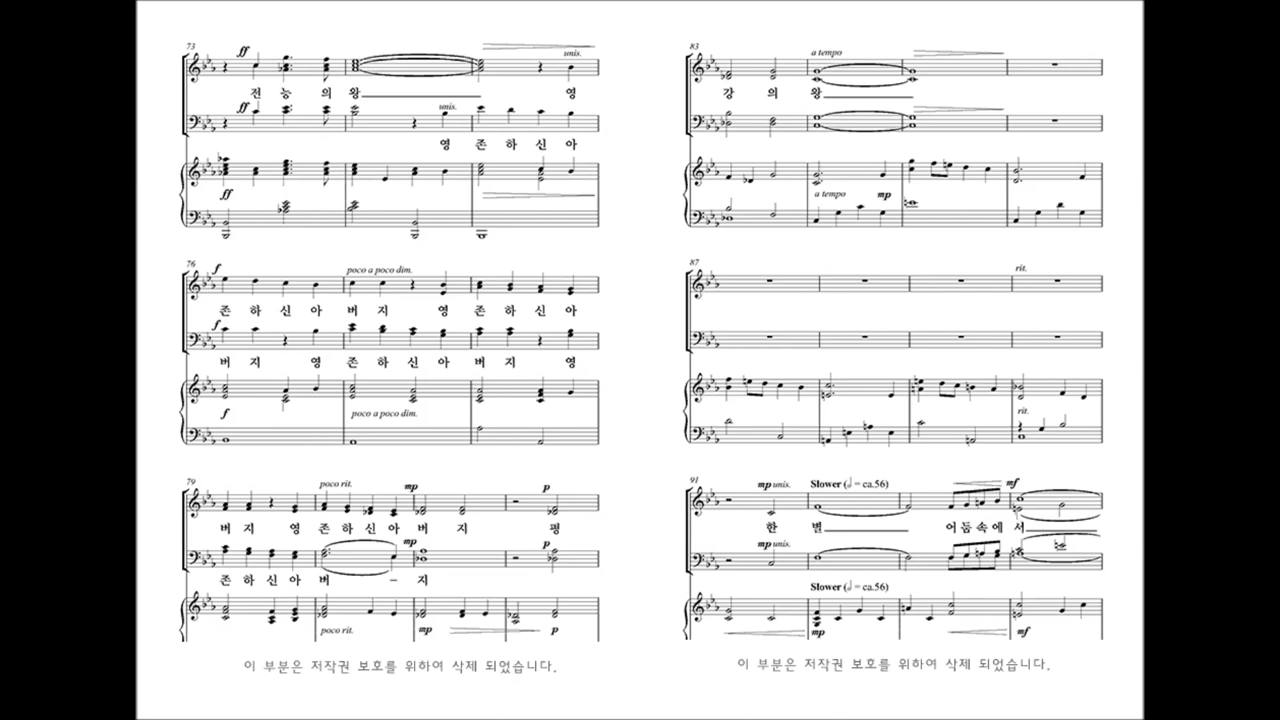 73
ff
unis.
전 능 의 왕 영
ff
unis.
영 존 하 신 아
ff
76
f
poco a poco dim.
존 하 신 아 버 지 영 존 하 신 아
f
버 지 영 존 하 신 아 버 지 영
f
poco a poco dim.
79
poco rit.
mp
p
버 지 영 존 하 신 아 버 지 평
mp
p
존 하 신 아 버 - 지
poco rit.
mp
p
이 부분은 저작권 보호를 위하여 삭제 되었습니다.
83
a tempo
강 의 왕
a tempo
mp
87
rit.
rit.
91
mp unis.
Slower (𝅗𝅥 = ca.56)
mf
한 별 어둠속에 서
mp unis.
Slower (𝅗𝅥 = ca.56)
mp
mf
이 부분은 저작권 보호를 위하여 삭제 되었습니다.